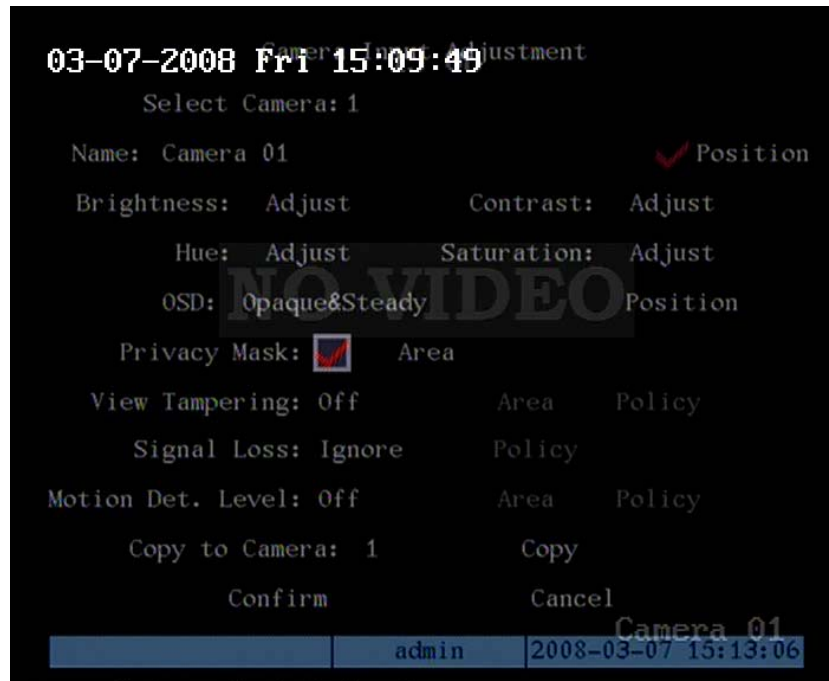 Camera Input Adjustment
03-07-2008 Fri 15:09:49
Select Camera: 1
Name: Camera 01 Position
Brightness: Adjust Contrast: Adjust
Hue: Adjust Saturation: Adjust
NO VIDEO
OSD: Opaque&Steady Position
Privacy Mask: Area
View Tampering: Off Area Policy
Signal Loss: Ignore Policy
Motion Det. Level: Off Area Policy
Copy to Camera: 1 Copy
Confirm Cancel
Camera 01
admin 2008-03-07 15:13:06